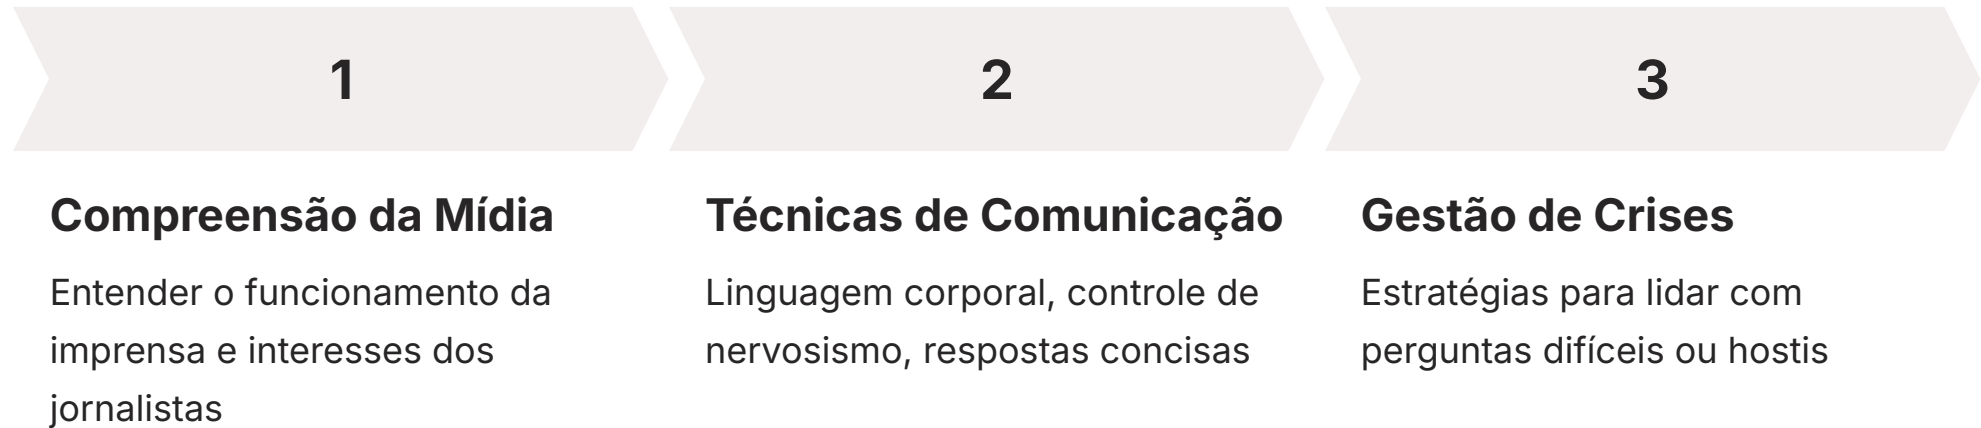 1
Compreensão da Mídia
Entender o funcionamento da
imprensa e interesses dos
jornalistas
2
Técnicas de Comunicação
Linguagem corporal, controle de
nervosismo, respostas concisas
3
Gestão de Crises
Estratégias para lidar com
perguntas difíceis ou hostis